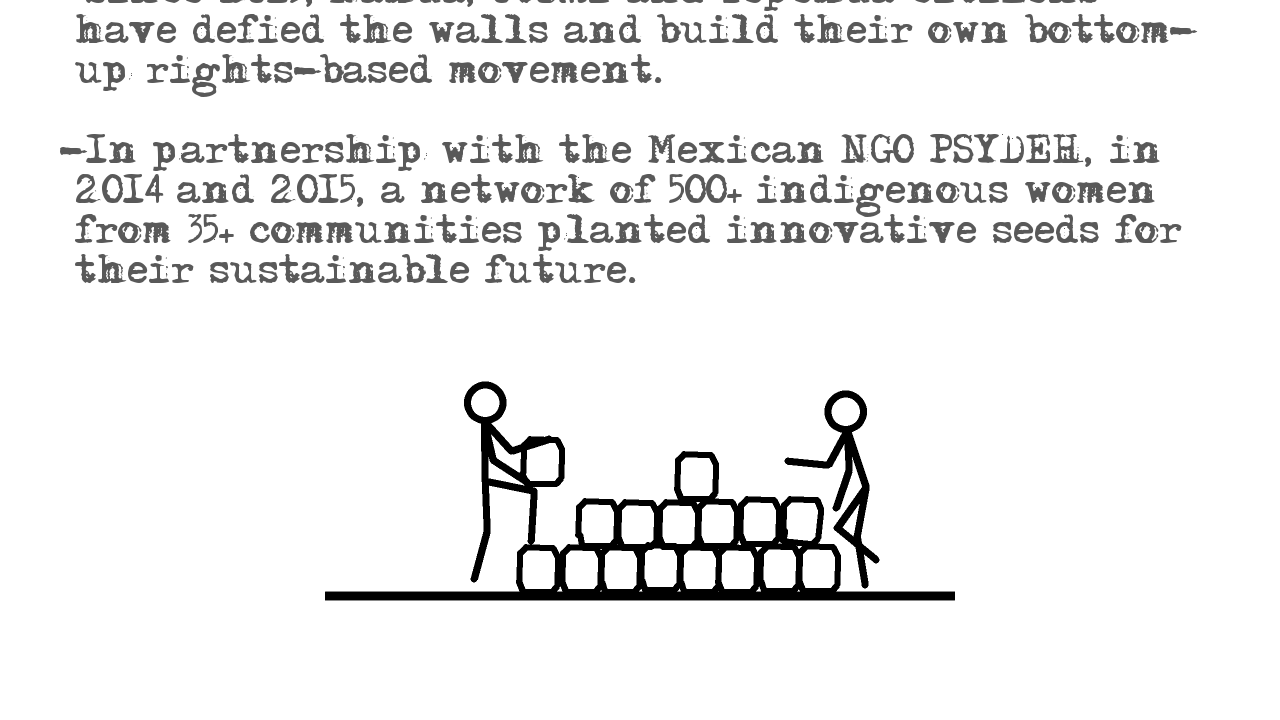 have defied the walls and build their own bottom-
up rights-based movement.
-In partnership with the Mexican NGO PSYDEH, in
2014 and 2015, a network of 500+ indigenous women
from 35+ communities planted innovative seeds for
their sustainable future.